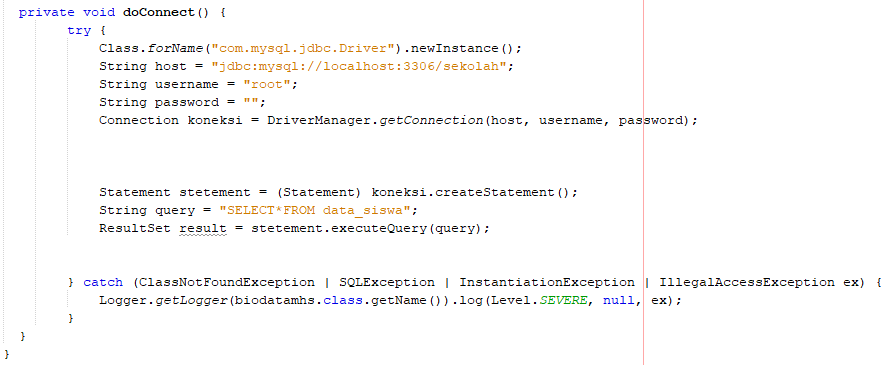 private void doConnect() {
try {
Class.forName("com.mysql.jdbc.Driver").newInstance();
String host = "jdbc:mysql://localhost:3306/sekolah";
String username = "root";
String password = "";
Connection koneksi = DriverManager.getConnection(host, username, password);
Statement stetement = (Statement) koneksi.createStatement();
String query = "SELECT*FROM data_siswa";
ResultSet result = stetement.executeQuery(query);
} catch (ClassNotFoundException | SQLException | InstantiationException | IllegalAccessException ex) {
Logger.getLogger(biodatamhs.class.getName()).log(Level.SEVERE, null, ex);
}
}
}